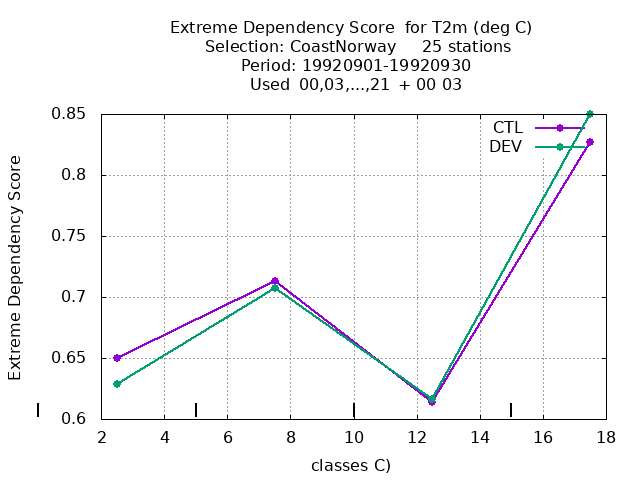 Extreme Dependency Score  for T2m (deg C)
Selection: CoastNorway     25 stations
Period: 19920901-19920930
Used  00,03,...,21  + 00 03
Extreme Dependency Score
0.85
0.8
0.75
0.7
0.65
0.6
CTL
DEV
2 4 6 8 10 12 14 16 18
classes C)